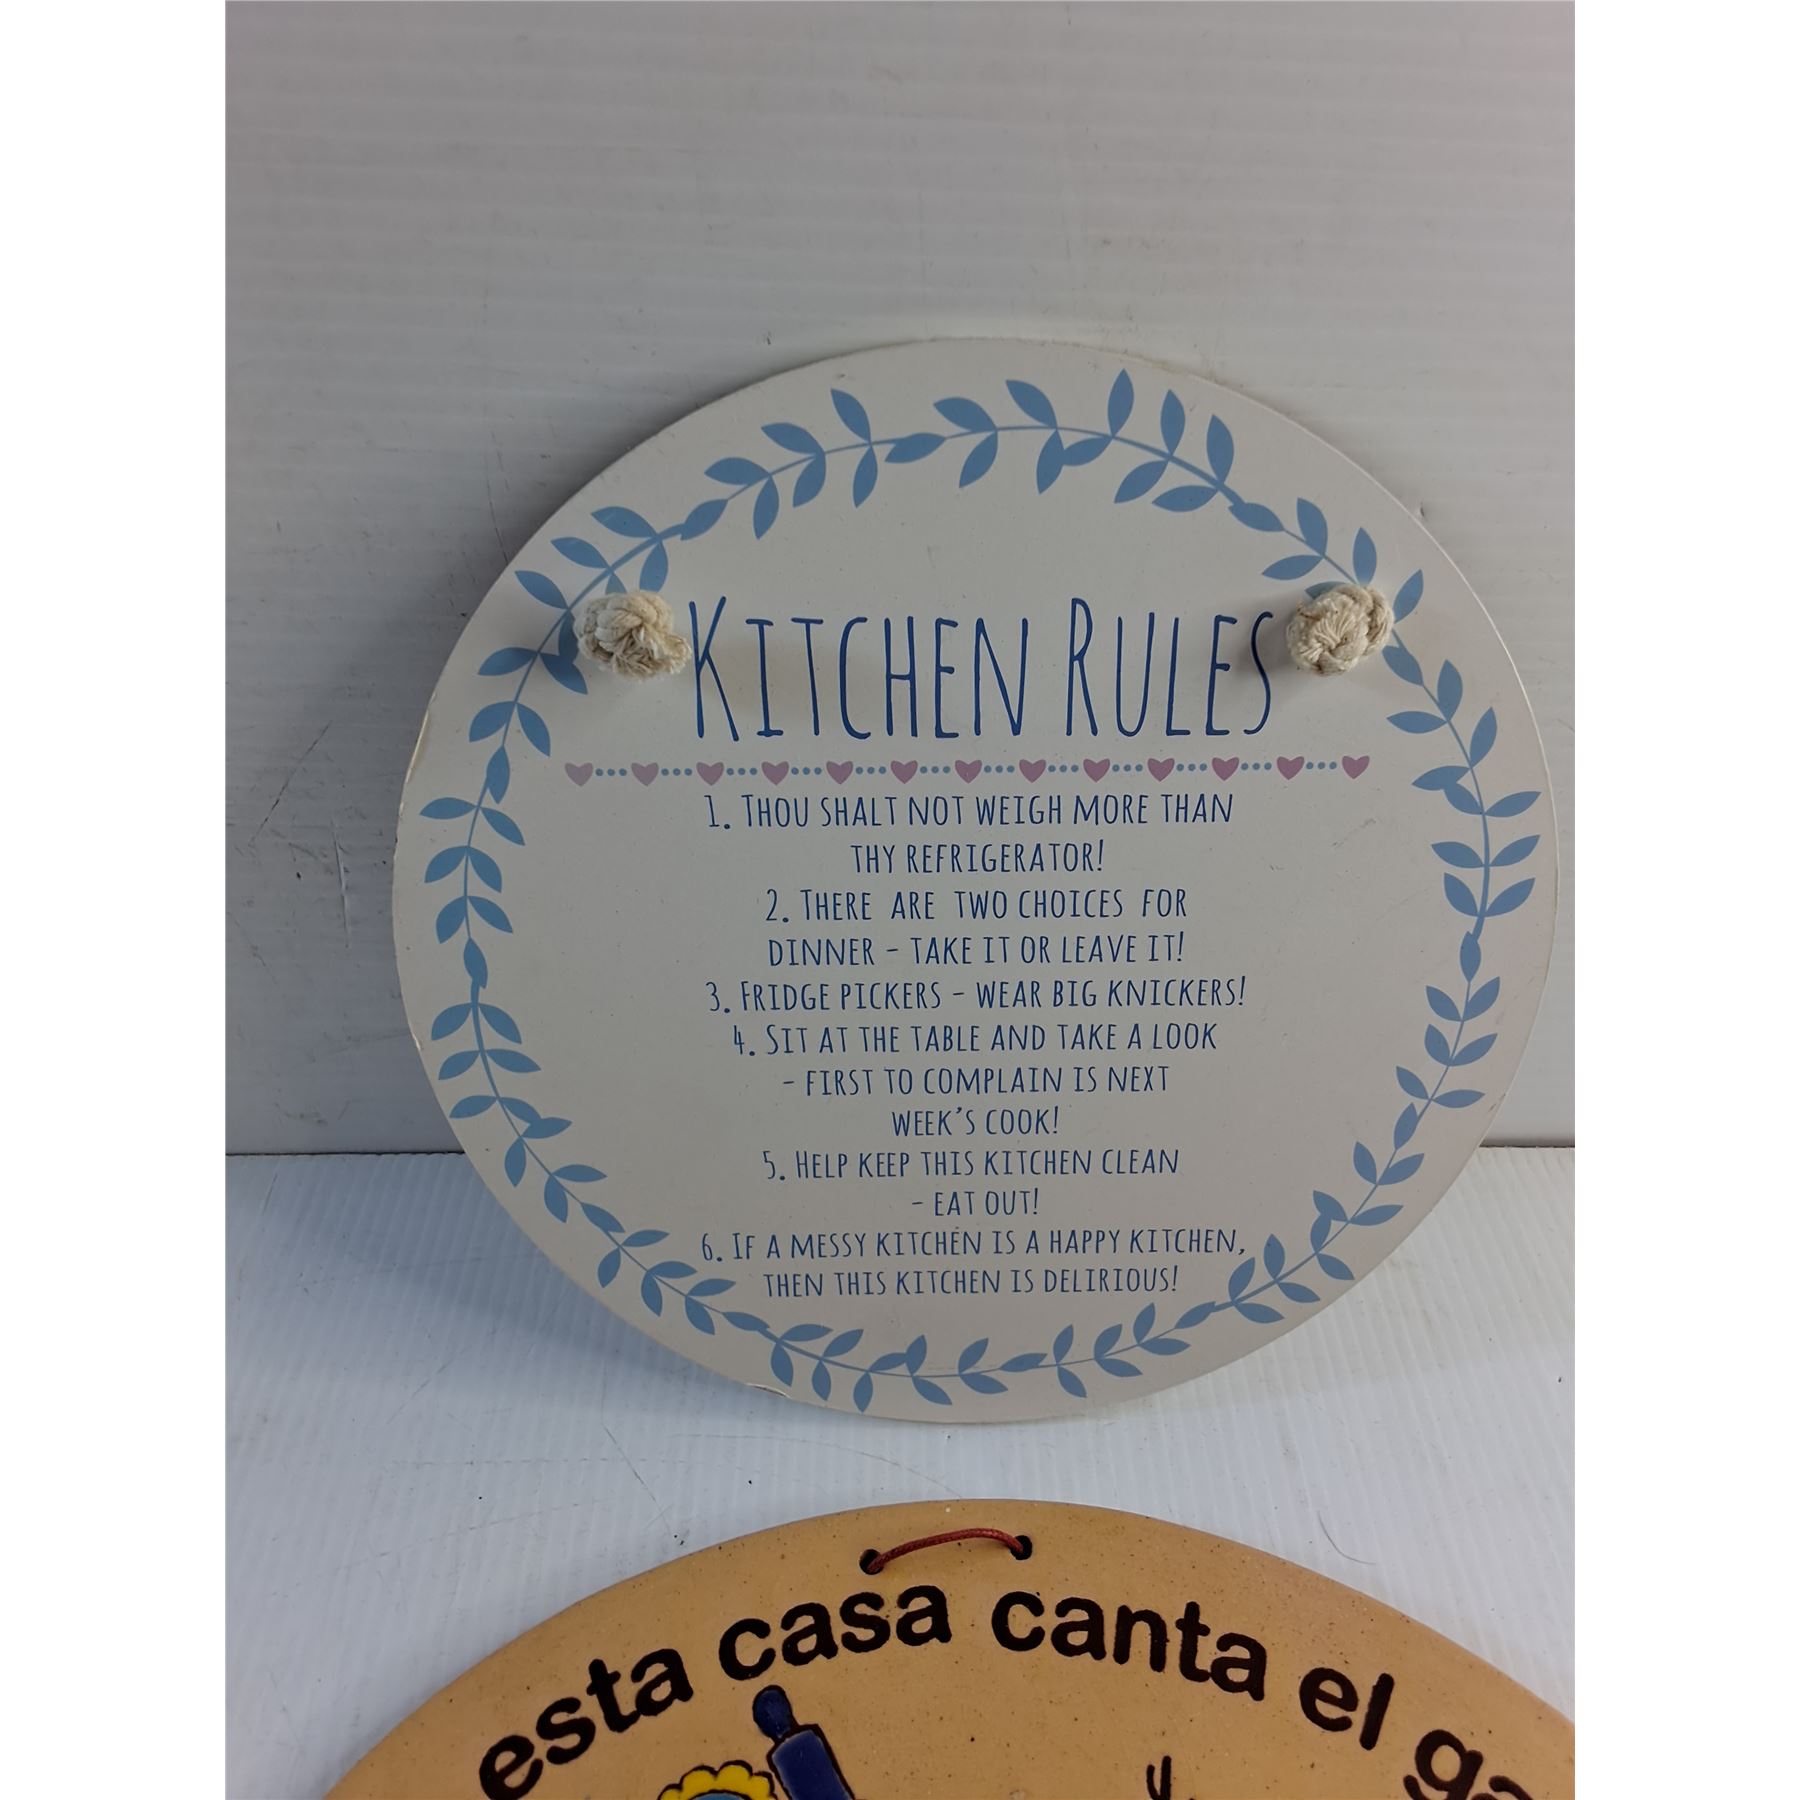 KITCHEN RULES
1. THOU SHALT NOT WEIGH MORE THAN
THY REFRIGERATOR!
2. THERE ARE TWO CHOICES FOR
DINNER - TAKE IT OR LEAVE IT!
3. FRIDGE PICKERS - WEAR BIG KNICKERS!
4. SIT AT THE TABLE AND TAKE A LOOK
- FIRST TO COMPLAIN IS NEXT
WEEK'S COOK!
5. HELP KEEP THIS KITCHEN CLEAN
- EAT OUT!
6. IF A MESSY KITCHEN IS A HAPPY KITCHEN,
THEN THIS KITCHEN IS DELIRIOUS!
esta casa canta el